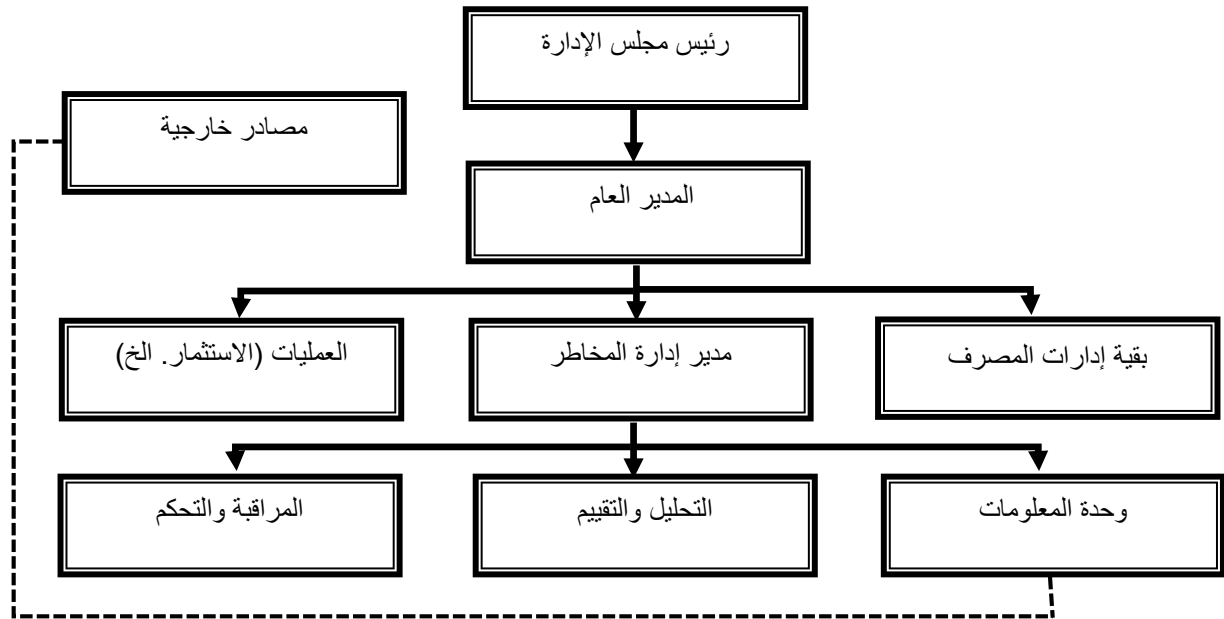 رئيس مجلس الإدارة
مصادر خارجية
المدير العام
بقية إدارات المصرف
مدير إدارة المخاطر
العمليات (الاستثمار. الخ)
وحدة المعلومات
التحليل والتقييم
المراقبة والتحكم